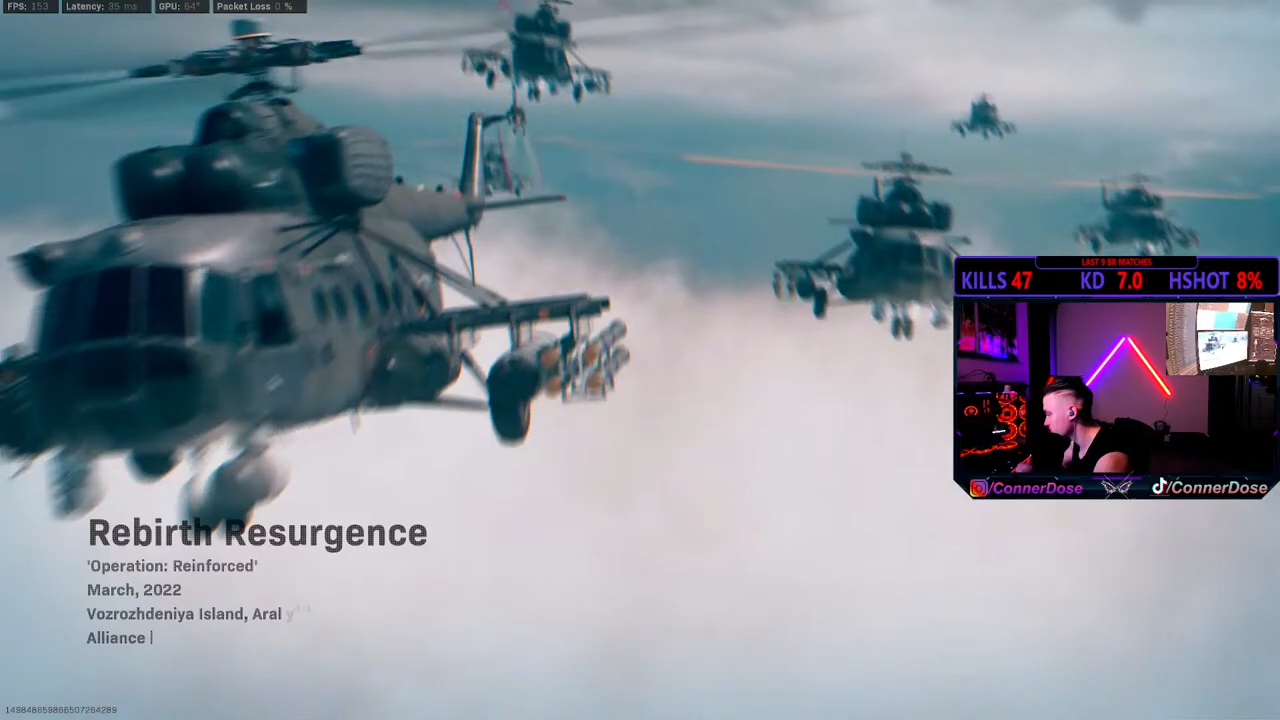 FPS: 153 Latency: 35 ms GPU: 64° Packet Loss 0 %
LAST 9 BR MATCHES
KILLS 47 KD 7.0 HSHOT 8%
/ConnerDose /ConnerDose
Rebirth Resurgence
'Operation: Reinforced'
March, 2022
Vozrozhdeniya Island, Aral
Alliance